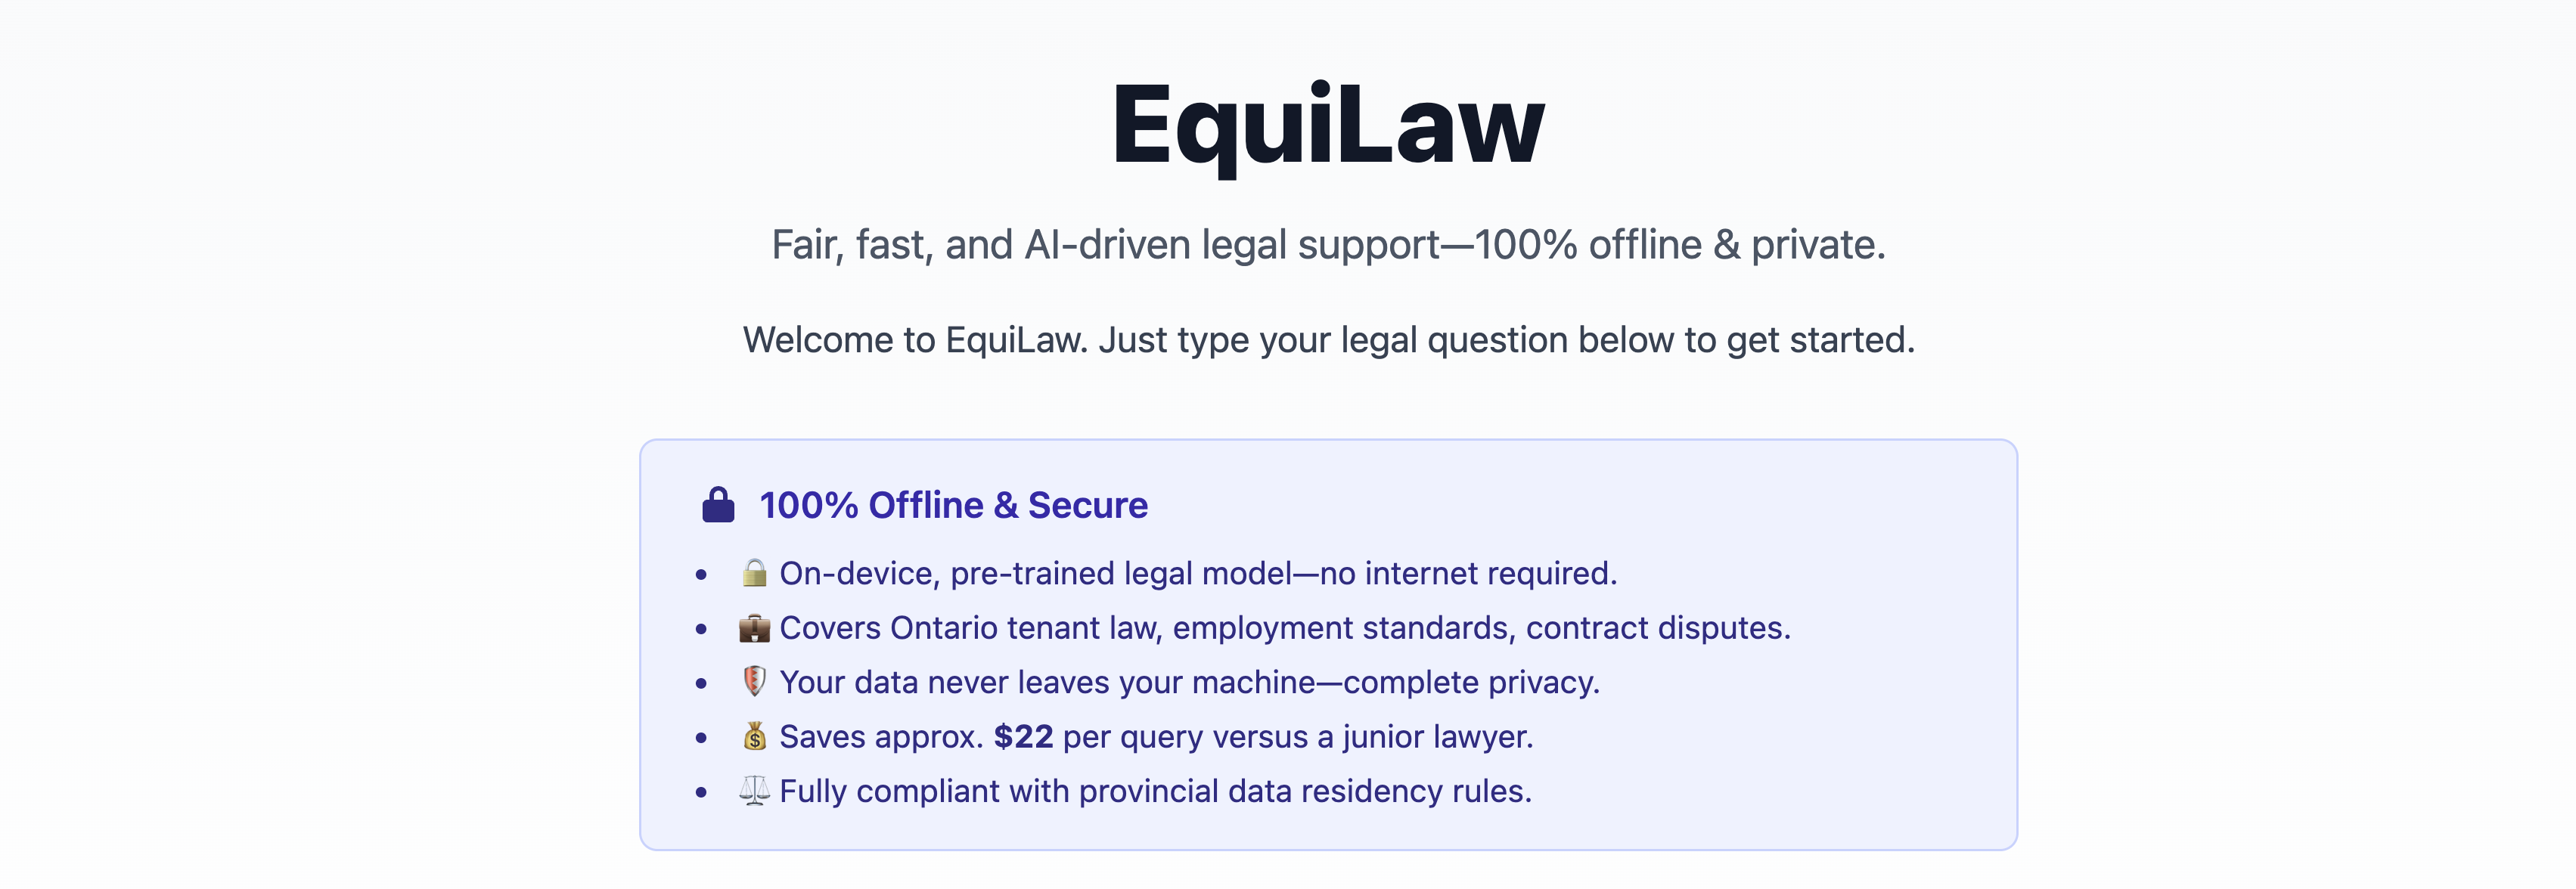 EquiLaw
Fair, fast, and AI-driven legal support—100% offline & private.
Welcome to EquiLaw. Just type your legal question below to get started.
100% Offline & Secure
• 🔒 On-device, pre-trained legal model—no internet required.
• 💼 Covers Ontario tenant law, employment standards, contract disputes.
• 🛡️ Your data never leaves your machine—complete privacy.
• 💰 Saves approx. $22 per query versus a junior lawyer.
• ⚖️ Fully compliant with provincial data residency rules.